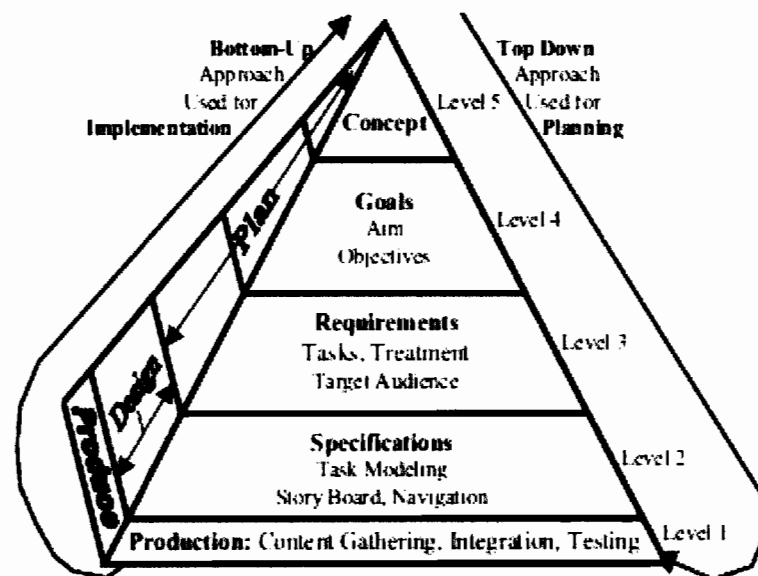 Bottom-Up
Approach
Used for
Implementation
Top Down
Approach
Used for
Planning
Level 5
Concept
Plan
Goals
Aim
Objectives
Level 4
Requirements
Tasks, Treatment
Target Audience
Level 3
Design
Specifications
Task Modeling
Story Board, Navigation
Level 2
Produce
Production: Content Gathering, Integration, Testing
Level 1